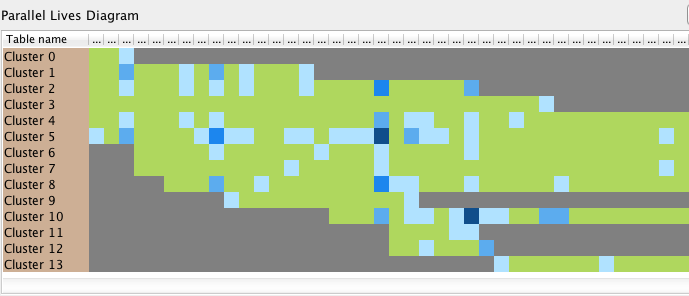 Parallel Lives Diagram
Table name ... ... ... ... ... ... ... ... ... ... ... ... ... ... ... ... ... ... ... ... ... ... ... ... ... ... ... ... ... ... ... ... ... ... ... ... ... ... ... ...
Cluster 0
Cluster 1
Cluster 2
Cluster 3
Cluster 4
Cluster 5
Cluster 6
Cluster 7
Cluster 8
Cluster 9
Cluster 10
Cluster 11
Cluster 12
Cluster 13